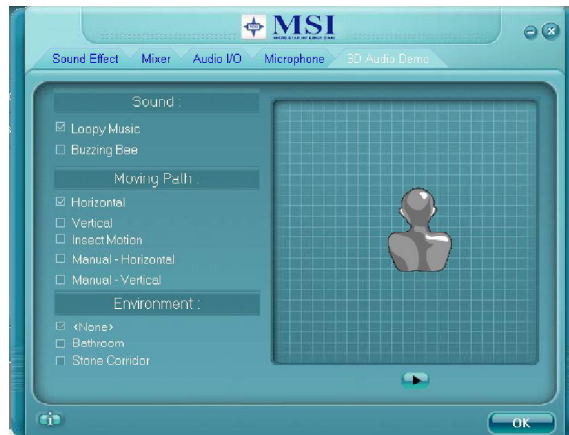 MSI
Sound Effect Mixer Audio I/O Microphone 3D Audio Demo
Sound :
Loopy Music
Buzzing Bee
Moving Path :
Horizontal
Vertical
Insect Motion
Manual - Horizontal
Manual - Vertical
Environment :
<None>
Bathroom
Stone Corridor
OK